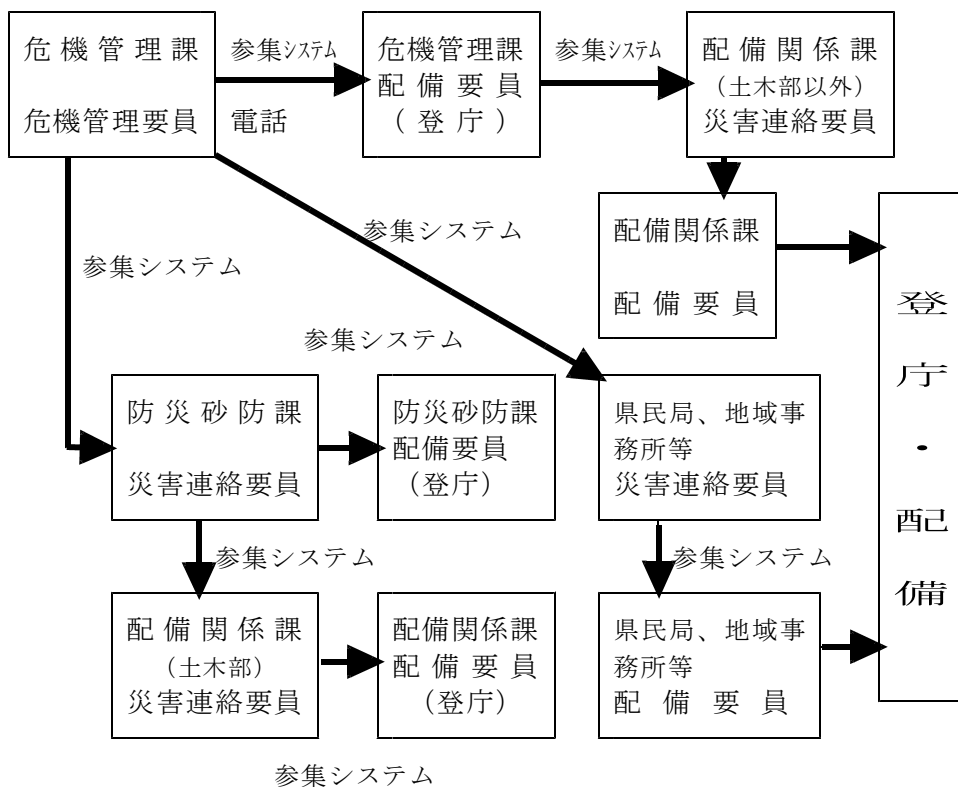 危機管理課
危機管理要員
参集システム
電話
危機管理課
配備要員
(登庁)
参集システム
配備関係課
(土木部以外)
災害連絡要員
参集システム
参集システム
配備関係課
配備要員
登庁・配備
参集システム
防災砂防課
災害連絡要員
防災砂防課
配備要員
(登庁)
県民局、地域事
務所等
災害連絡要員
参集システム
参集システム
配備関係課
(土木部)
災害連絡要員
配備関係課
配備要員
(登庁)
県民局、地域事
務所等
配備要員
参集システム